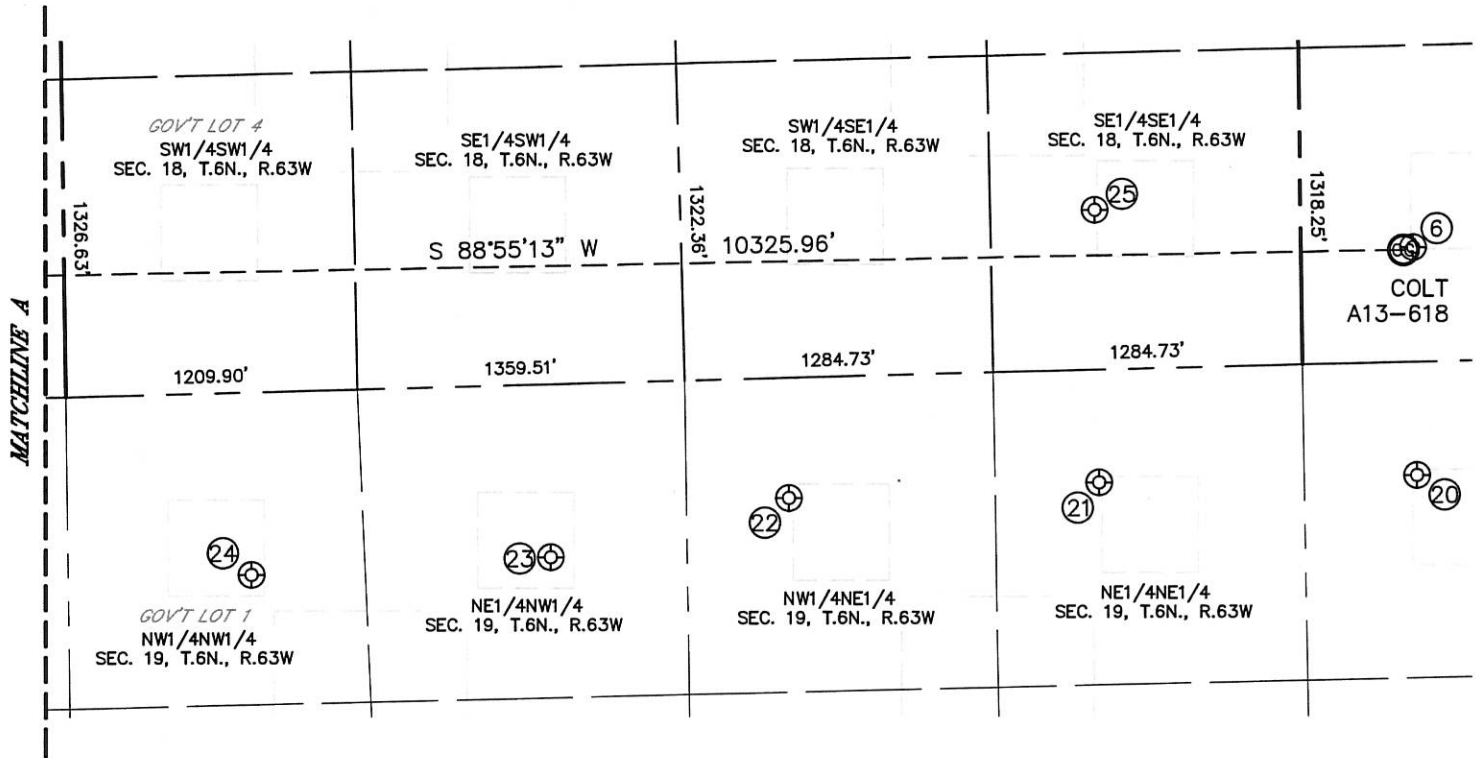 GOV'T LOT 4
SW1/4SW1/4
SEC. 18, T.6N., R.63W
SE1/4SW1/4
SEC. 18, T.6N., R.63W
SW1/4SE1/4
SEC. 18, T.6N., R.63W
SE1/4SE1/4
SEC. 18, T.6N., R.63W
25
6
1326.63'
1322.36'
1318.25'
S 88°55'13" W 10325.96'
COLT
A13-618
MATCHLINE A
1209.90'
1359.51'
1284.73'
1284.73'
24
23
22
21
20
GOV'T LOT 1
NW1/4NW1/4
SEC. 19, T.6N., R.63W
NE1/4NW1/4
SEC. 19, T.6N., R.63W
NW1/4NE1/4
SEC. 19, T.6N., R.63W
NE1/4NE1/4
SEC. 19, T.6N., R.63W